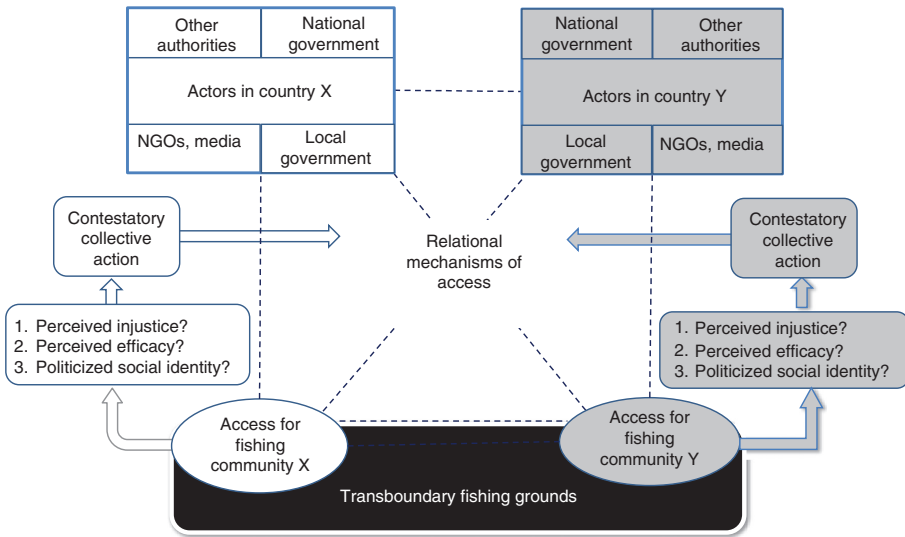 Other
authorities
National
government
Actors in country X
NGOs, media
Local
government
National
government
Other
authorities
Actors in country Y
Local
government
NGOs, media
Contestatory
collective
action
Relational
mechanisms of
access
Contestatory
collective
action
1. Perceived injustice?
2. Perceived efficacy?
3. Politicized social identity?
1. Perceived injustice?
2. Perceived efficacy?
3. Politicized social identity?
Access for
fishing
community X
Access for
fishing
community Y
Transboundary fishing grounds